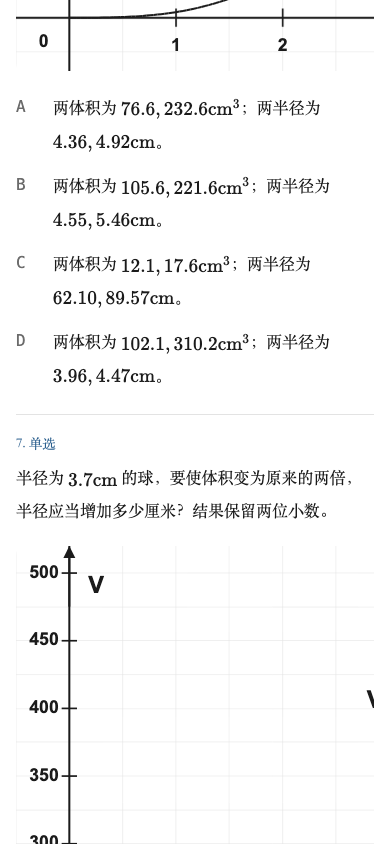 0 1 2
A 两体积为 76.6, 232.6cm³；两半径为
4.36, 4.92cm。
B 两体积为 105.6, 221.6cm³；两半径为
4.55, 5.46cm。
C 两体积为 12.1, 17.6cm³；两半径为
62.10, 89.57cm。
D 两体积为 102.1, 310.2cm³；两半径为
3.96, 4.47cm。
7. 单选
半径为 3.7cm 的球，要使体积变为原来的两倍，
半径应当增加多少厘米？结果保留两位小数。
500
V
450
400
350
300